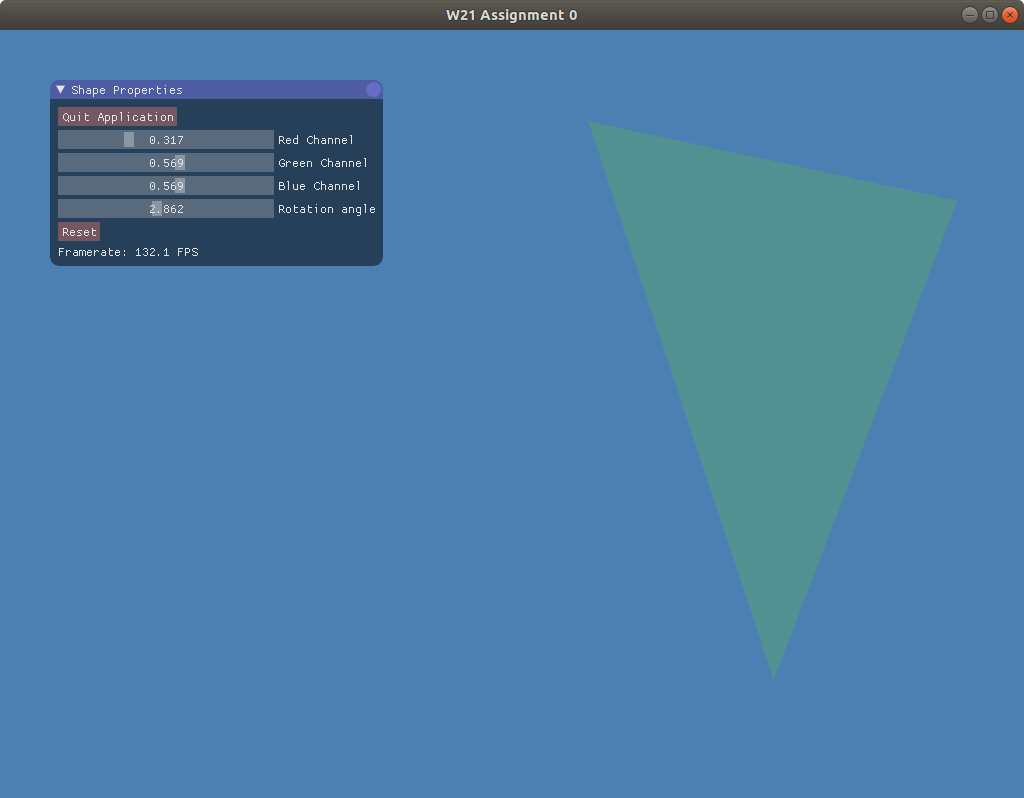 W21 Assignment 0
Shape Properties
Quit Application
0.317 Red Channel
0.569 Green Channel
0.569 Blue Channel
2.862 Rotation angle
Reset
Framerate: 132.1 FPS